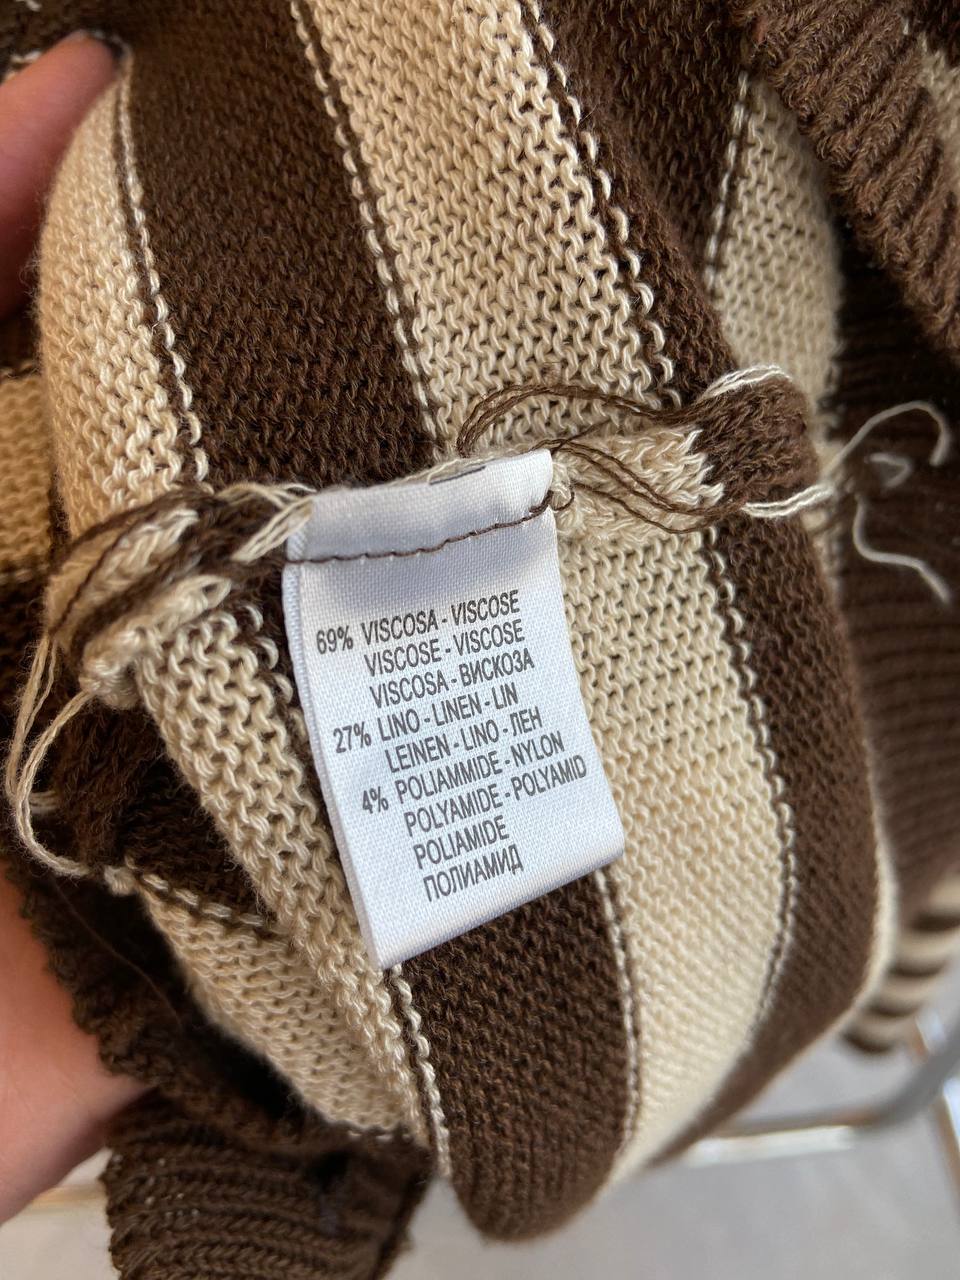 69% VISCOSA - VISCOSE
VISCOSE - VISCOSE
VISCOSA - ВИСКОЗА
27% LINO - LINEN - LIN
LEINEN - LINO - ЛЕН
4% POLIAMMIDE - NYLON
POLYAMIDE - POLYAMID
POLIAMIDE
ПОЛИАМИД